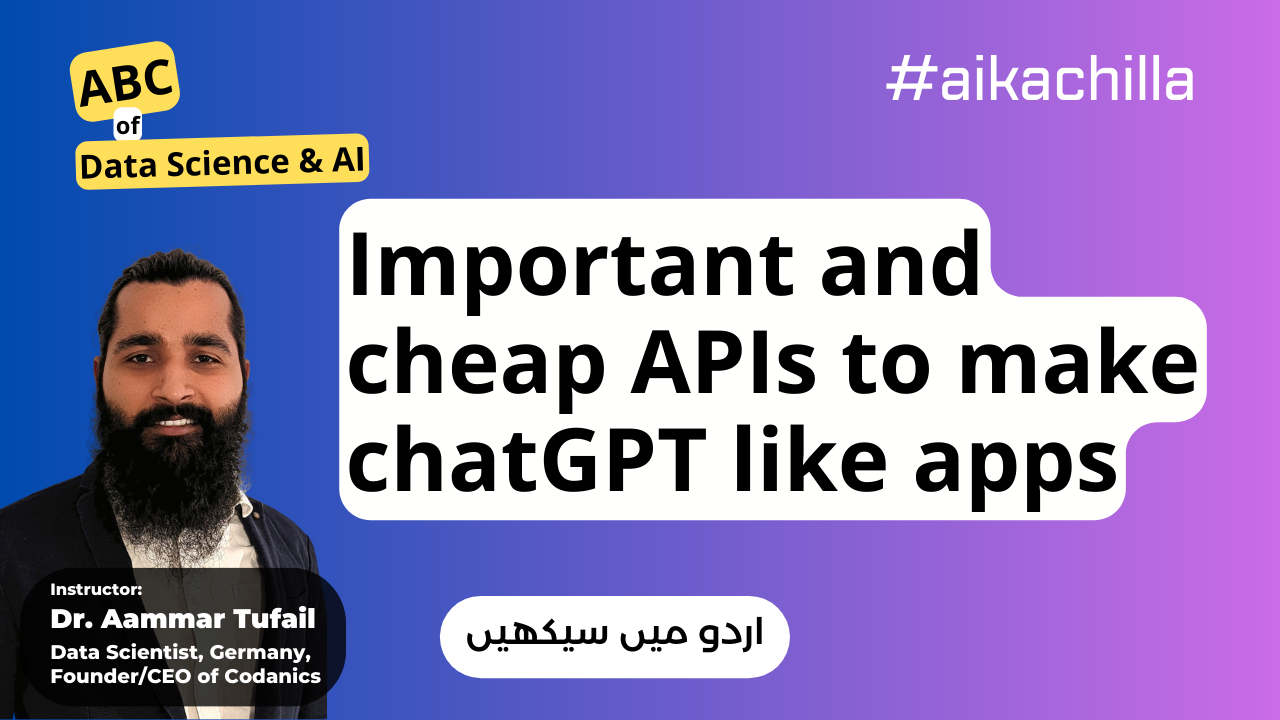 ABC
of
Data Science & AI
#aikachilla
Important and
cheap APIs to make
chatGPT like apps
Instructor:
Dr. Aammar Tufail
Data Scientist, Germany,
Founder/CEO of Codanics
اردو میں سیکھیں